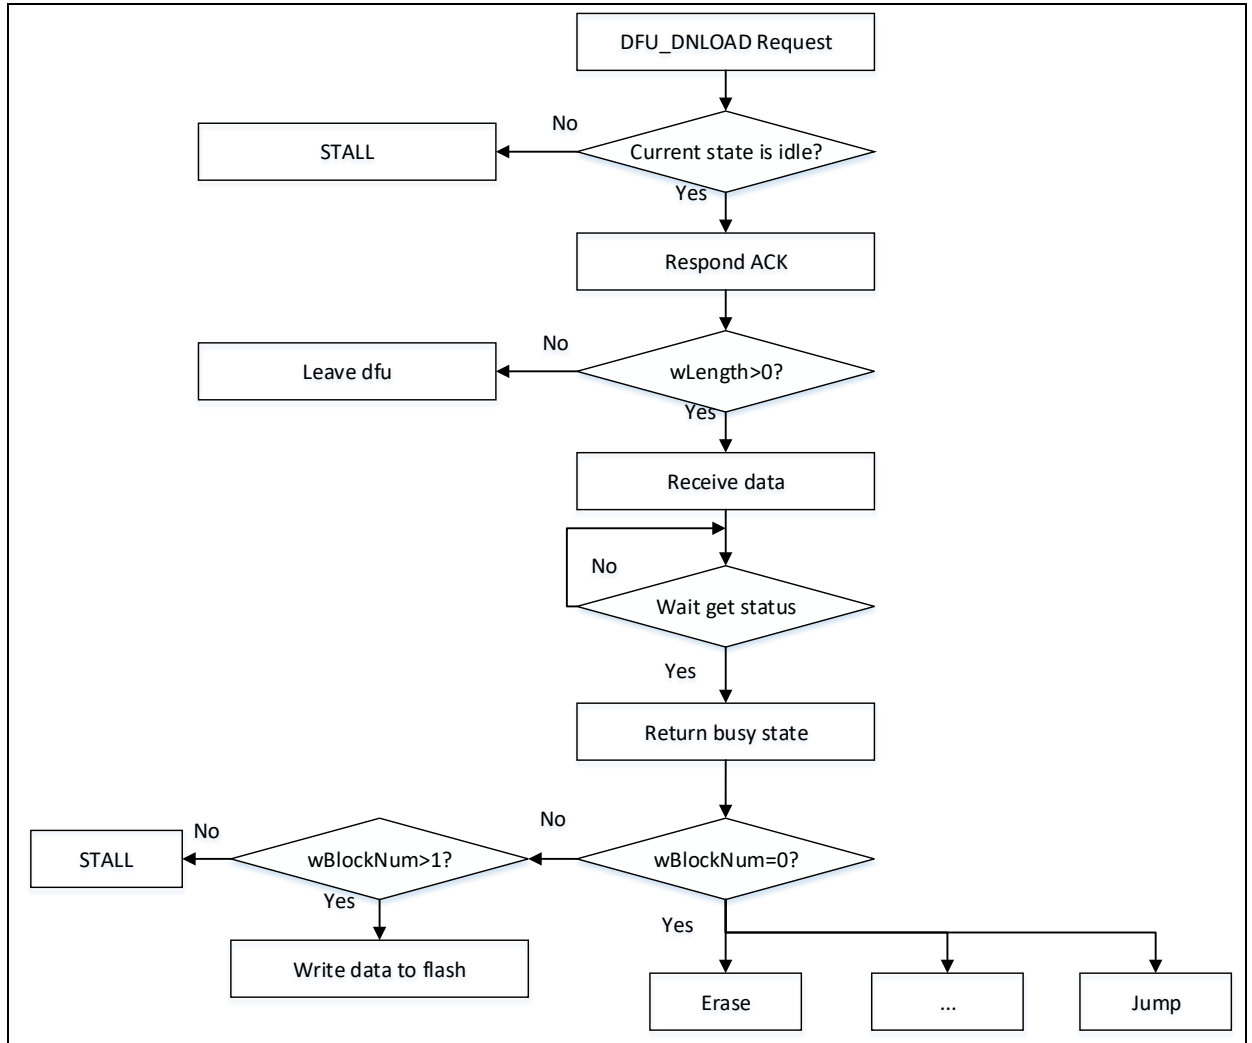 DFU_DNLOAD Request
No
STALL
Current state is idle?
Yes
Respond ACK
No
Leave dfu
wLength>0?
Yes
Receive data
No
Wait get status
Yes
Return busy state
No
No
STALL
wBlockNum>1?
wBlockNum=0?
Yes
Yes
Write data to flash
Erase
...
Jump